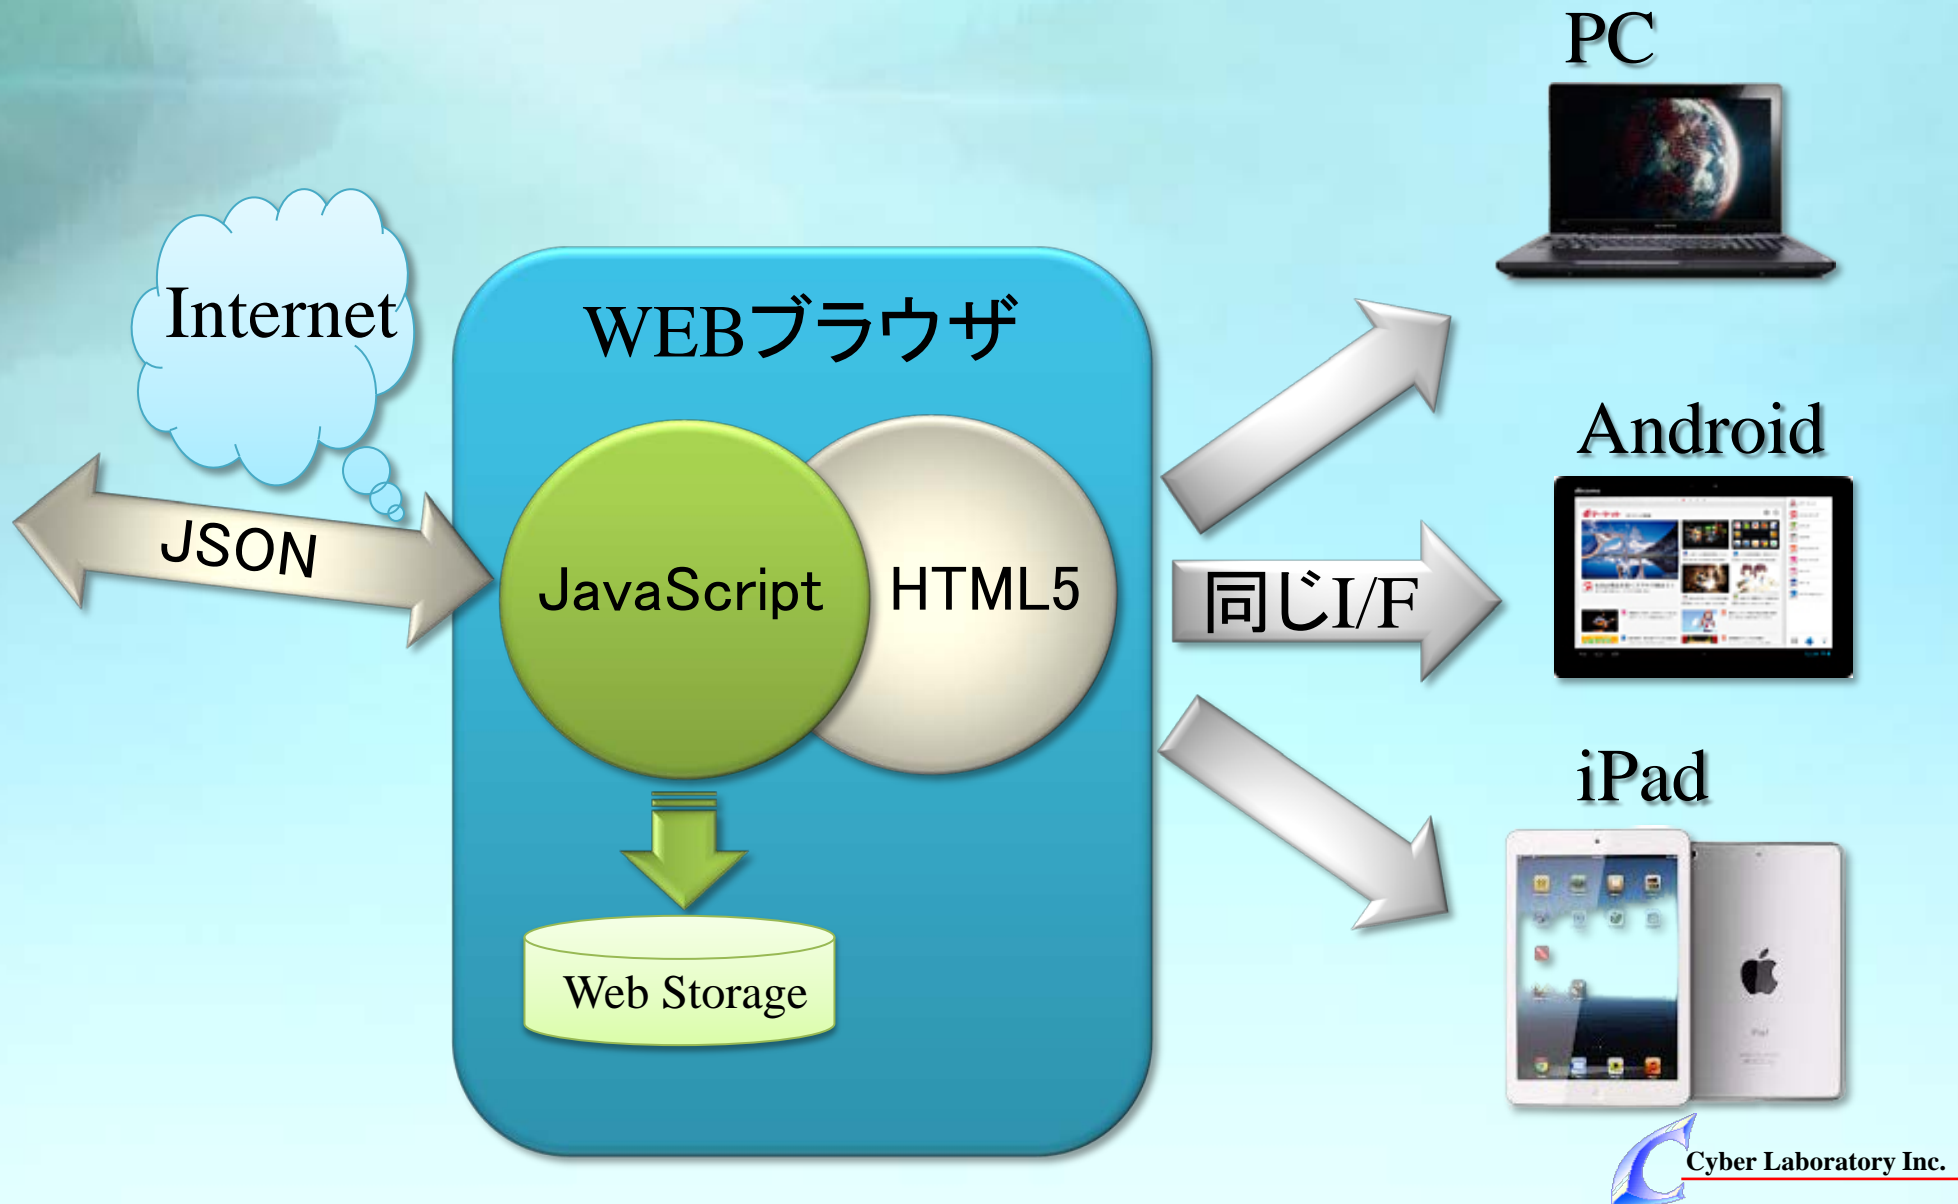 PC
Internet
WEBブラウザ
Android
JSON
JavaScript
HTML5
同じI/F
iPad
Web Storage
Cyber Laboratory Inc.